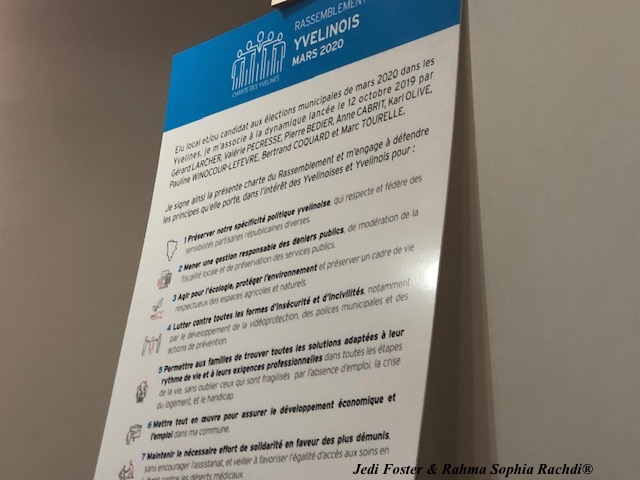 RASSEMBLEMENT
YVELINOIS
MARS 2020
CHARTE DES YVELINES
Elu local et/ou candidat aux élections municipales de mars 2020 dans les
Yvelines, je m'associe à la dynamique lancée le 12 octobre 2019 par
Gérard LARCHER, Valérie PECRESSE, Pierre BEDIER, Anne CABRIT, Karl OLIVE,
Pauline WINOCOUR-LEFEVRE, Bertrand COQUARD et Marc TOURELLE.
Je signe ainsi la présente charte du Rassemblement et m'engage à défendre
les principes qu'elle porte, dans l'intérêt des Yvelinoises et Yvelinois pour :
1 Préserver notre spécificité politique yvelinoise, qui respecte et fédère des
sensibilités partisanes républicaines diverses.
2 Mener une gestion responsable des deniers publics, de modération de la
fiscalité locale et de préservation des services publics.
3 Agir pour l'écologie, protéger l'environnement et préserver un cadre de vie
respectueux des espaces agricoles et naturels.
4 Lutter contre toutes les formes d'insécurité et d'incivilités, notamment
par le développement de la vidéoprotection, des polices municipales et des
actions de prévention.
5 Permettre aux familles de trouver toutes les solutions adaptées à leur
rythme de vie et à leurs exigences professionnelles dans toutes les étapes
de la vie, sans oublier ceux qui sont fragilisés par l'absence d'emploi, la crise
du logement, et le handicap.
6 Mettre tout en œuvre pour assurer le développement économique et
l'emploi dans ma commune.
7 Maintenir le nécessaire effort de solidarité en faveur des plus démunis,
sans encourager l'assistanat, et veiller à favoriser l'égalité d'accès aux soins en
les déserts médicaux.
Jedi Foster & Rahma Sophia Rachdi®